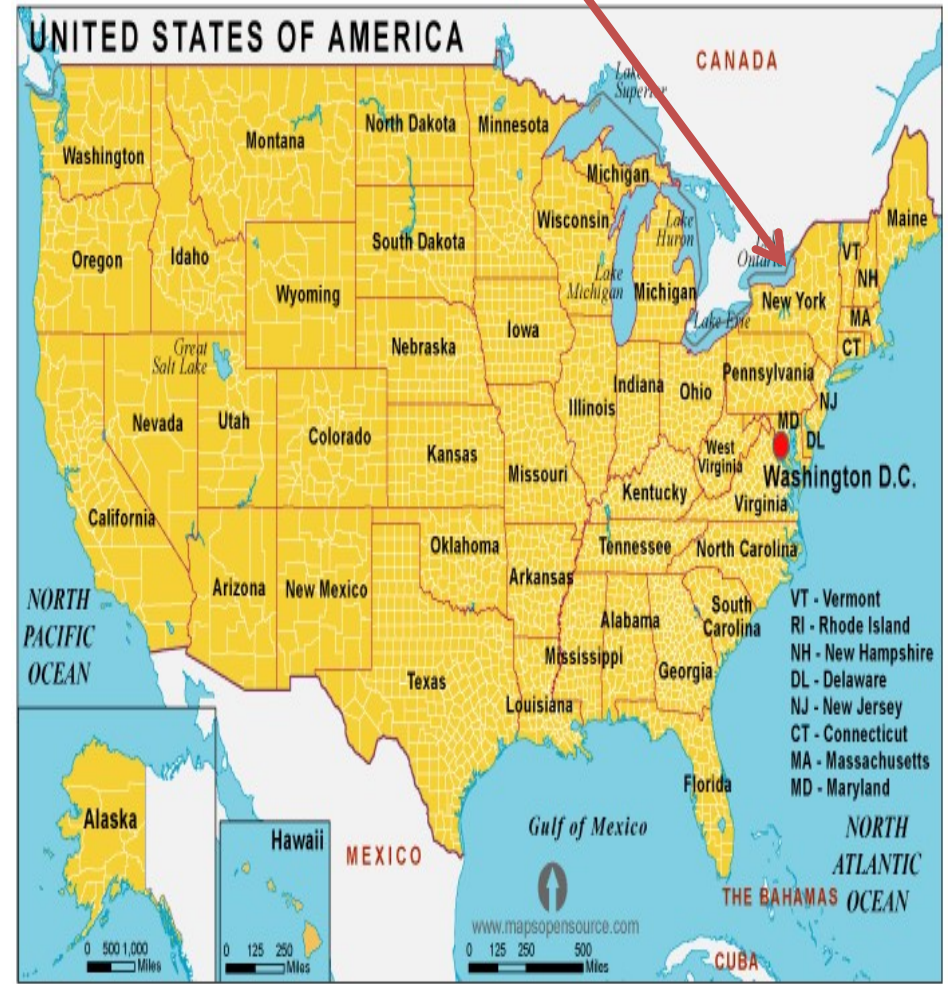 UNITED STATES OF AMERICA
CANADA
Lake
Superior
Washington
Montana
North Dakota
Minnesota
Michigan
Maine
Oregon
Idaho
Wyoming
South Dakota
Wisconsin
Lake
Huron
Ontario
VT
NH
Lake
Michigan
Michigan
New York
MA
Great
Salt Lake
Nebraska
Iowa
Lake Erie
CT
Nevada
Utah
Colorado
Kansas
Illinois
Indiana
Ohio
Pennsylvania
NJ
MD
DL
West
Virginia
Washington D.C.
Missouri
Kentucky
Virginia
California
Arizona
New Mexico
Oklahoma
Arkansas
Tennessee
North Carolina
NORTH
PACIFIC
OCEAN
Texas
Louisiana
Mississippi
Alabama
Georgia
South
Carolina
VT - Vermont
RI - Rhode Island
NH - New Hampshire
DL - Delaware
NJ - New Jersey
CT - Connecticut
MA - Massachusetts
MD - Maryland
Florida
Alaska
Hawaii
MEXICO
Gulf of Mexico
NORTH
ATLANTIC
OCEAN
THE BAHAMAS
www.mapsopensource.com
CUBA
0 500 1,000
Miles
0 125 250
Miles
0 125 250 500
Miles